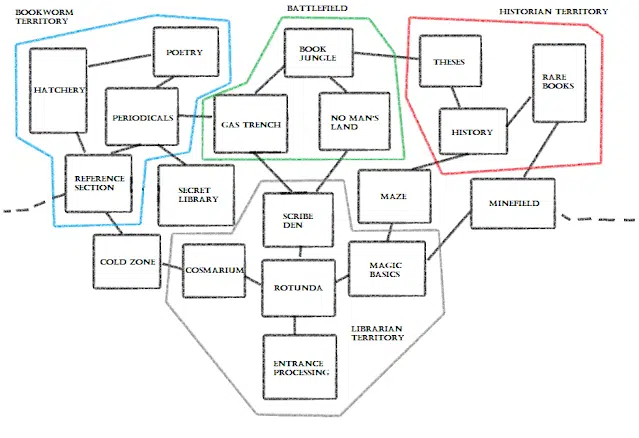 BOOKWORM
TERRITORY
BATTLEFIELD
HISTORIAN TERRITORY
POETRY
BOOK
JUNGLE
THESES
HATCHERY
RARE
BOOKS
PERIODICALS
GAS TRENCH
NO MAN'S
LAND
HISTORY
REFERENCE
SECTION
SECRET
LIBRARY
MAZE
MINEFIELD
SCRIBE
DEN
COLD ZONE
COSMARIUM
MAGIC
BASICS
ROTUNDA
LIBRARIAN
TERRITORY
ENTRANCE
PROCESSING